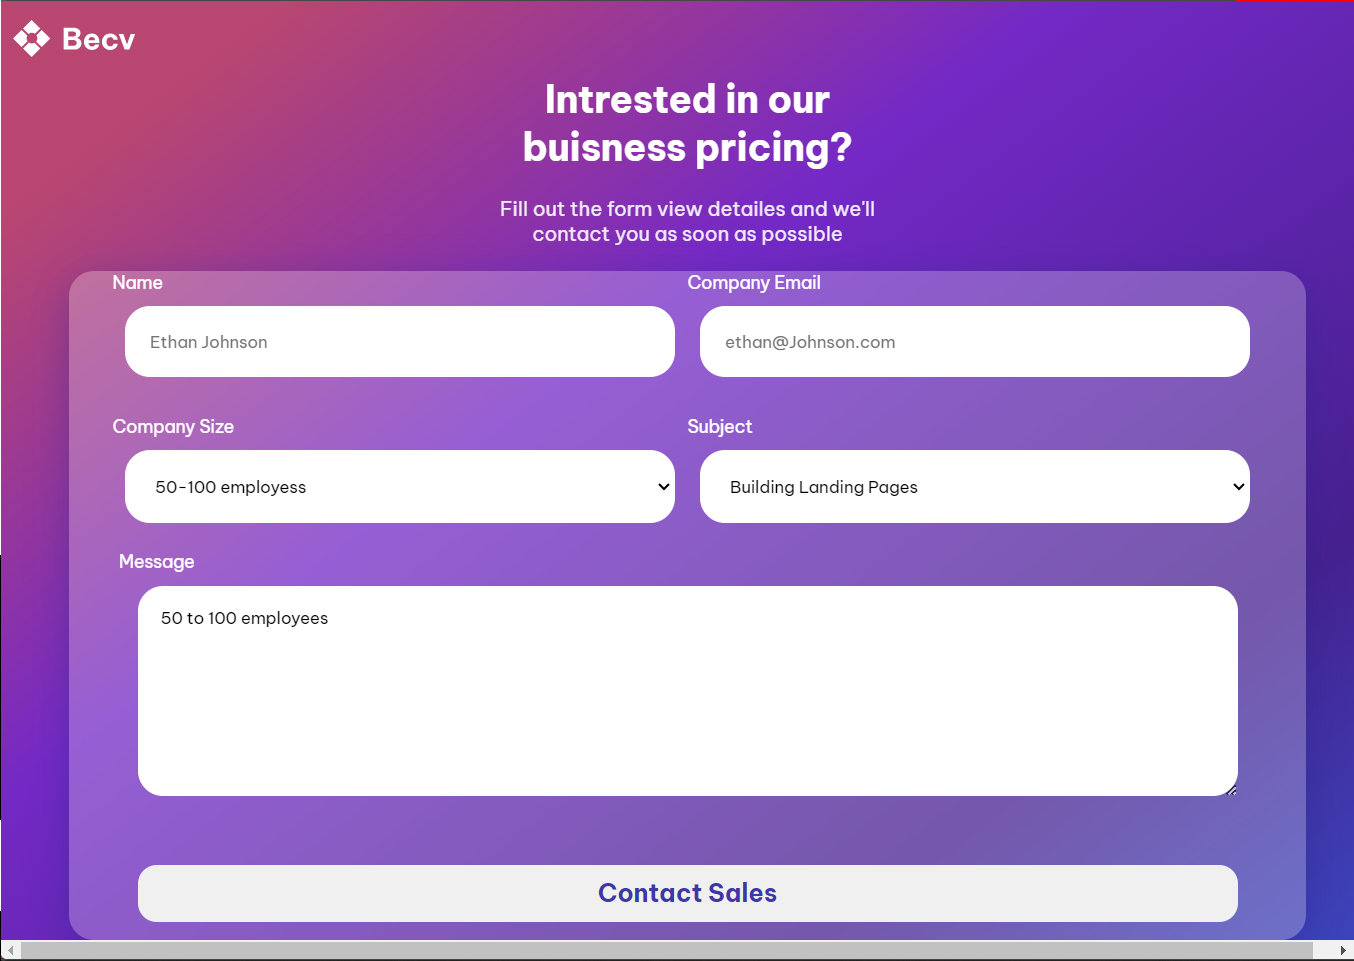 Becv
Intrested in our
buisness pricing?
Fill out the form view detailes and we'll
contact you as soon as possible
Name
Company Email
Ethan Johnson
ethan@Johnson.com
Company Size
Subject
50-100 employess
Building Landing Pages
Message
50 to 100 employees
Contact Sales